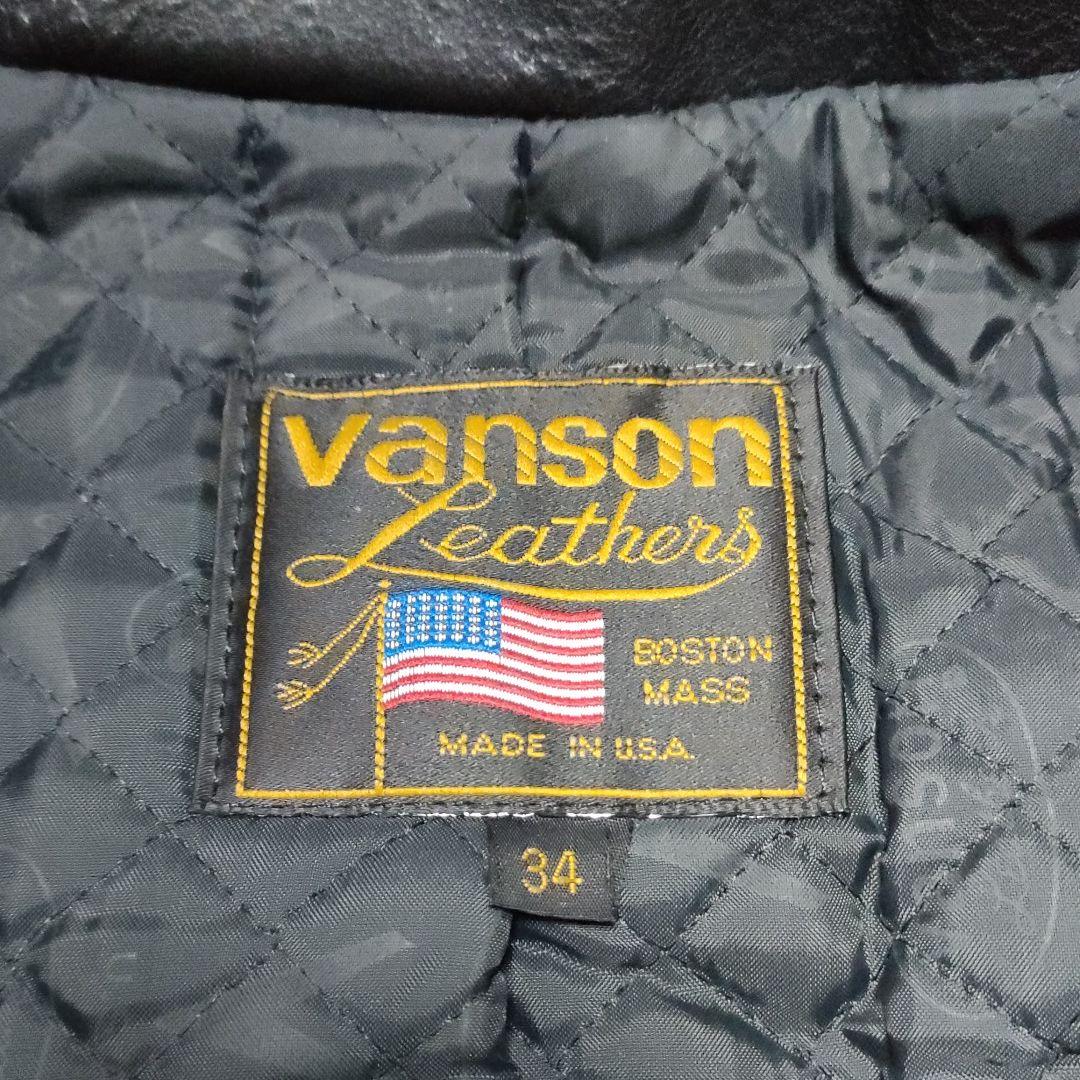 vanson
Leathers
BOSTON
MASS
MADE IN U.S.A.
34